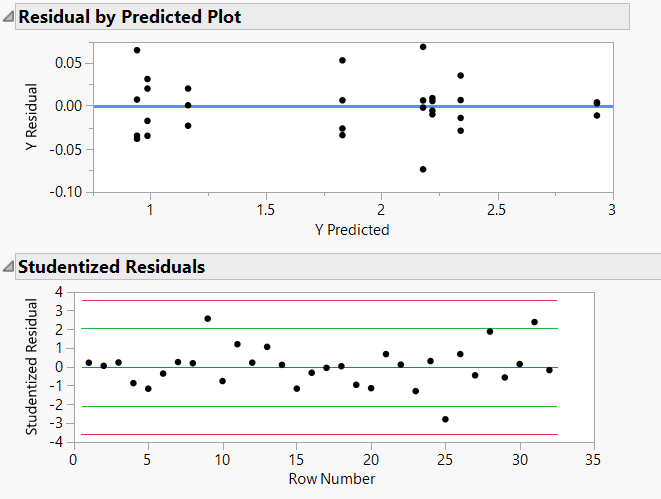 Residual by Predicted Plot
0.05
0.00
-0.05
-0.10
Y Residual
1 1.5 2 2.5 3
Y Predicted
Studentized Residuals
4
3
2
1
0
-1
-2
-3
-4
Studentized Residual
0 5 10 15 20 25 30 35
Row Number